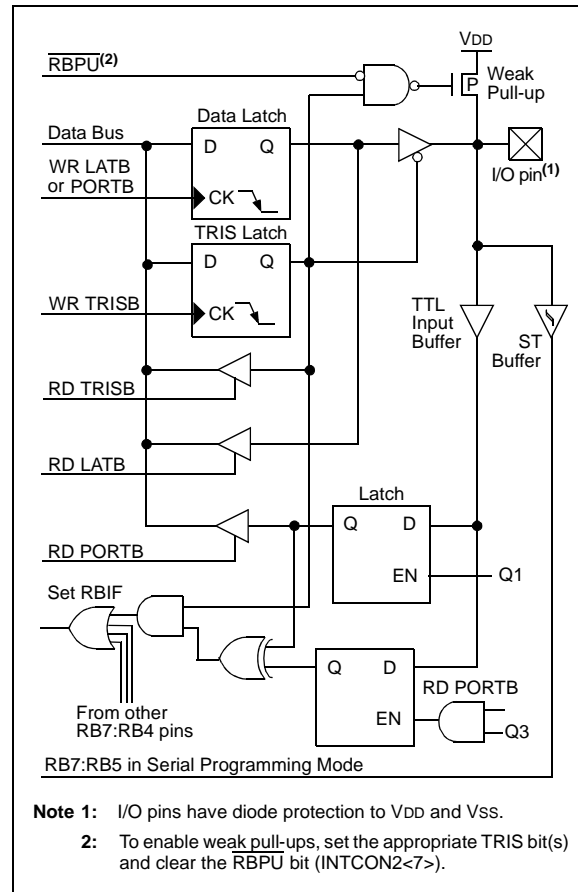 VDD
RBPU(2)
Weak
Pull-up
P
Data Latch
Data Bus
D Q
I/O pin(1)
WR LATB
or PORTB
CK
TRIS Latch
D Q
TTL
Input
Buffer
ST
Buffer
WR TRISB
CK
RD TRISB
RD LATB
Latch
Q D
RD PORTB
EN
Q1
Set RBIF
Q D
RD PORTB
EN
Q3
From other
RB7:RB4 pins
RB7:RB5 in Serial Programming Mode
Note 1: I/O pins have diode protection to VDD and VSS.
2: To enable weak pull-ups, set the appropriate TRIS bit(s)
and clear the RBPU bit (INTCON2<7>).